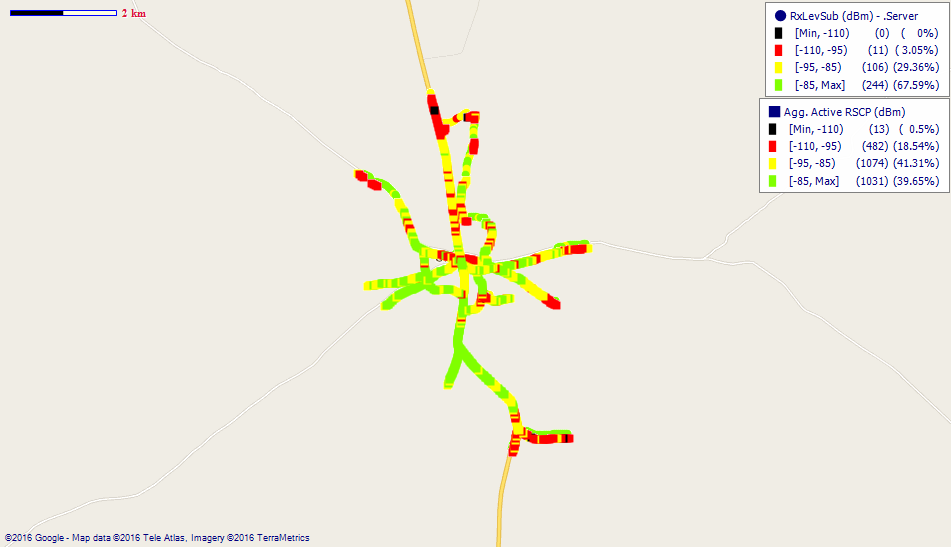 2 km
RxLevSub (dBm) - .Server
[Min, -110) (0) ( 0%)
[-110, -95) (11) ( 3.05%)
[-95, -85) (106) (29.36%)
[-85, Max] (244) (67.59%)
Agg. Active RSCP (dBm)
[Min, -110) (13) ( 0.5%)
[-110, -95) (482) (18.54%)
[-95, -85) (1074) (41.31%)
[-85, Max] (1031) (39.65%)
©2016 Google - Map data ©2016 Tele Atlas, Imagery ©2016 TerraMetrics